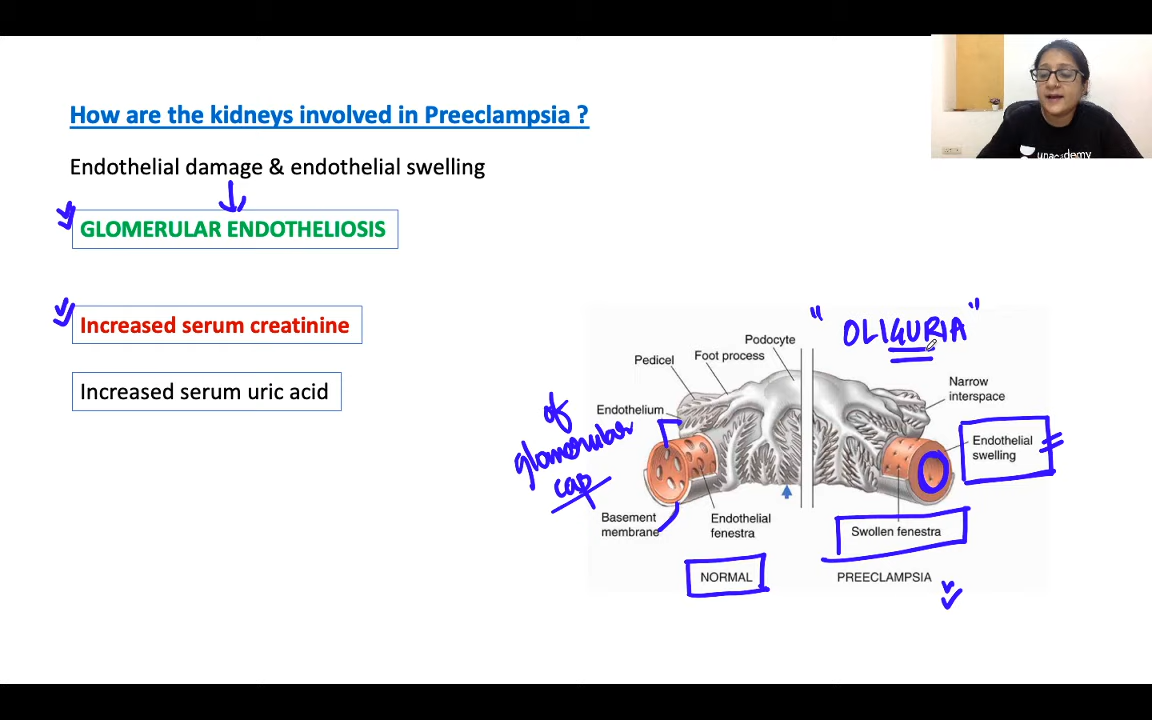 How are the kidneys involved in Preeclampsia ?
Endothelial damage & endothelial swelling
GLOMERULAR ENDOTHELIOSIS
Increased serum creatinine
Increased serum uric acid
" OLIGURIA "
Podocyte
Foot process
Pedicel
Endothelium
of
glomerular
cap
Basement
membrane
Endothelial
fenestra
NORMAL
Narrow
interspace
Endothelial
swelling
Swollen fenestra
PREECLAMPSIA
unacademy